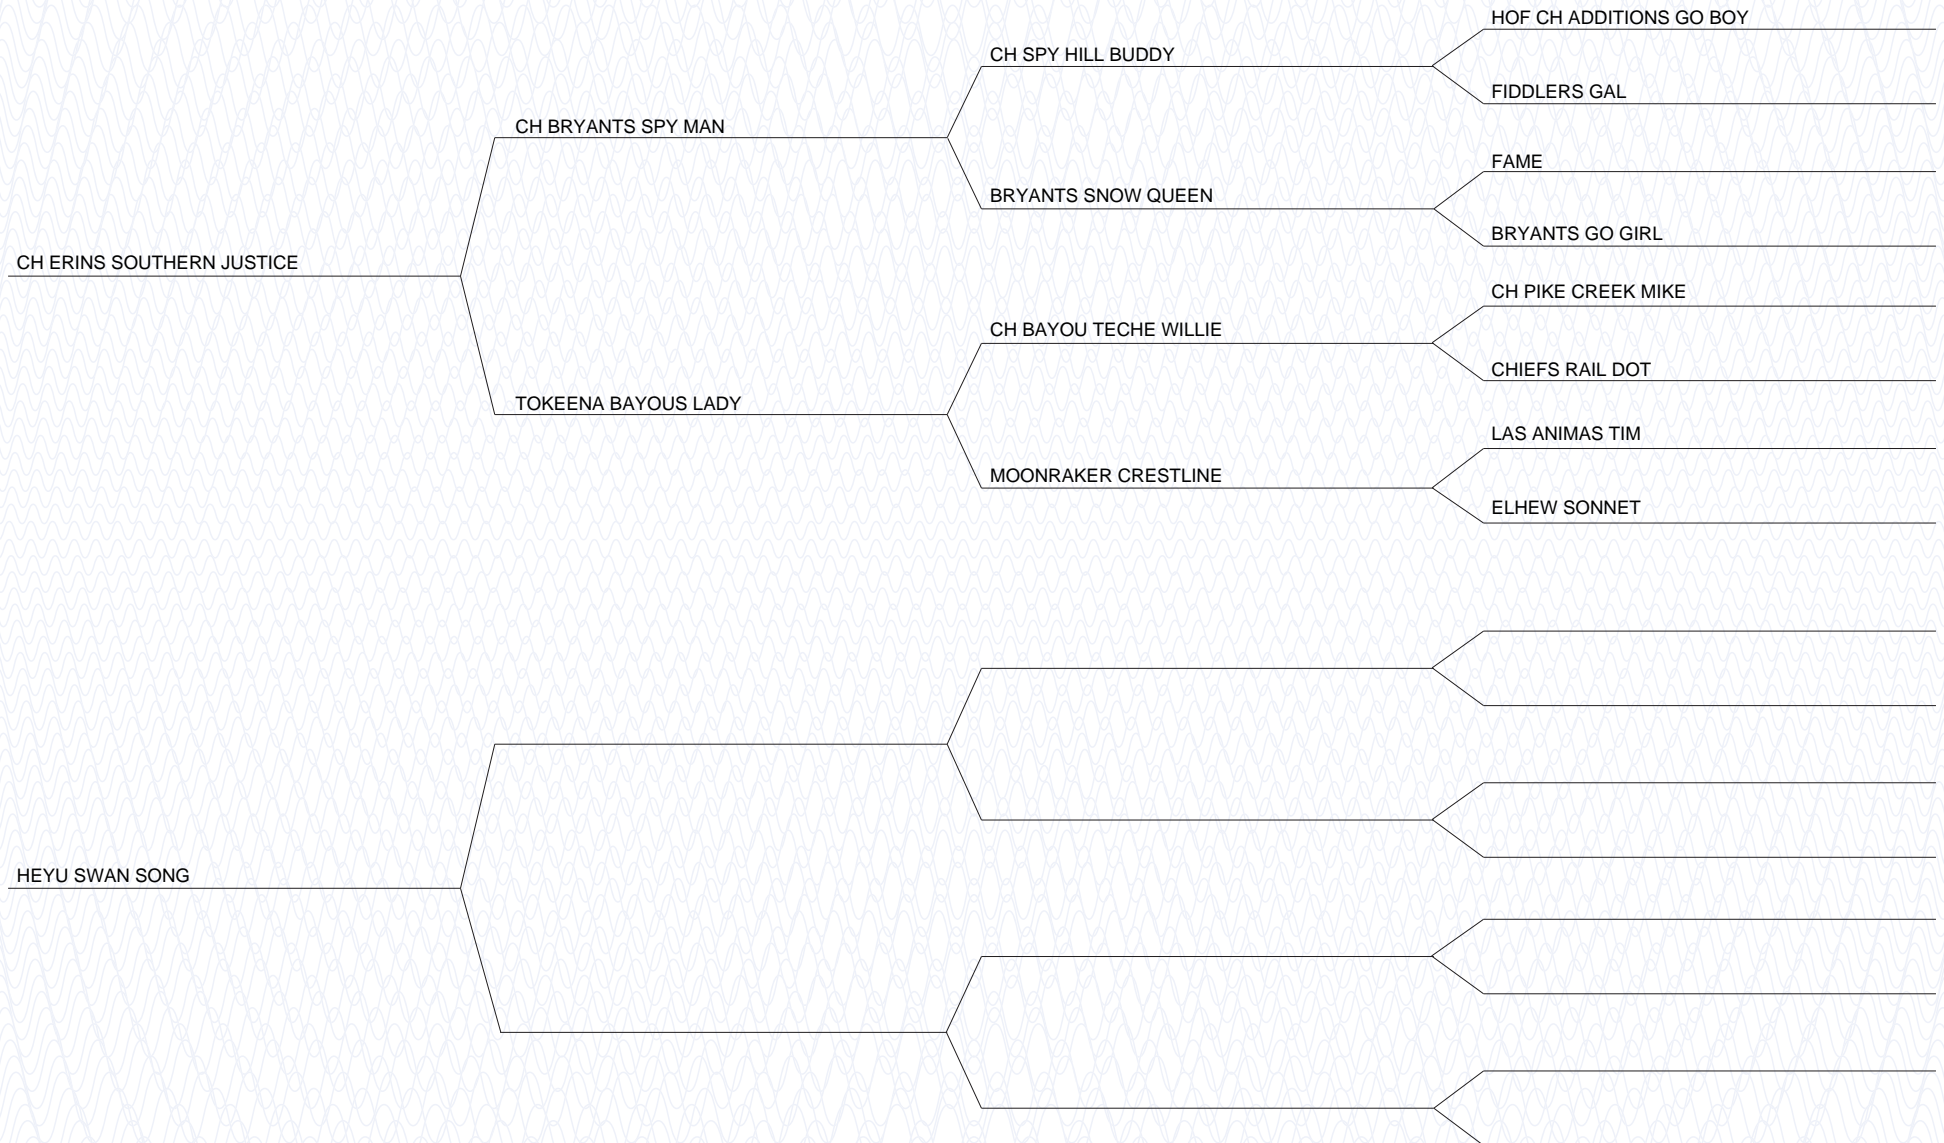 HOF CH ADDITIONS GO BOY
CH SPY HILL BUDDY
FIDDLERS GAL
CH BRYANTS SPY MAN
FAME
BRYANTS SNOW QUEEN
BRYANTS GO GIRL
CH ERINS SOUTHERN JUSTICE
CH PIKE CREEK MIKE
CH BAYOU TECHE WILLIE
CHIEFS RAIL DOT
TOKEENA BAYOUS LADY
LAS ANIMAS TIM
MOONRAKER CRESTLINE
ELHEW SONNET
HEYU SWAN SONG